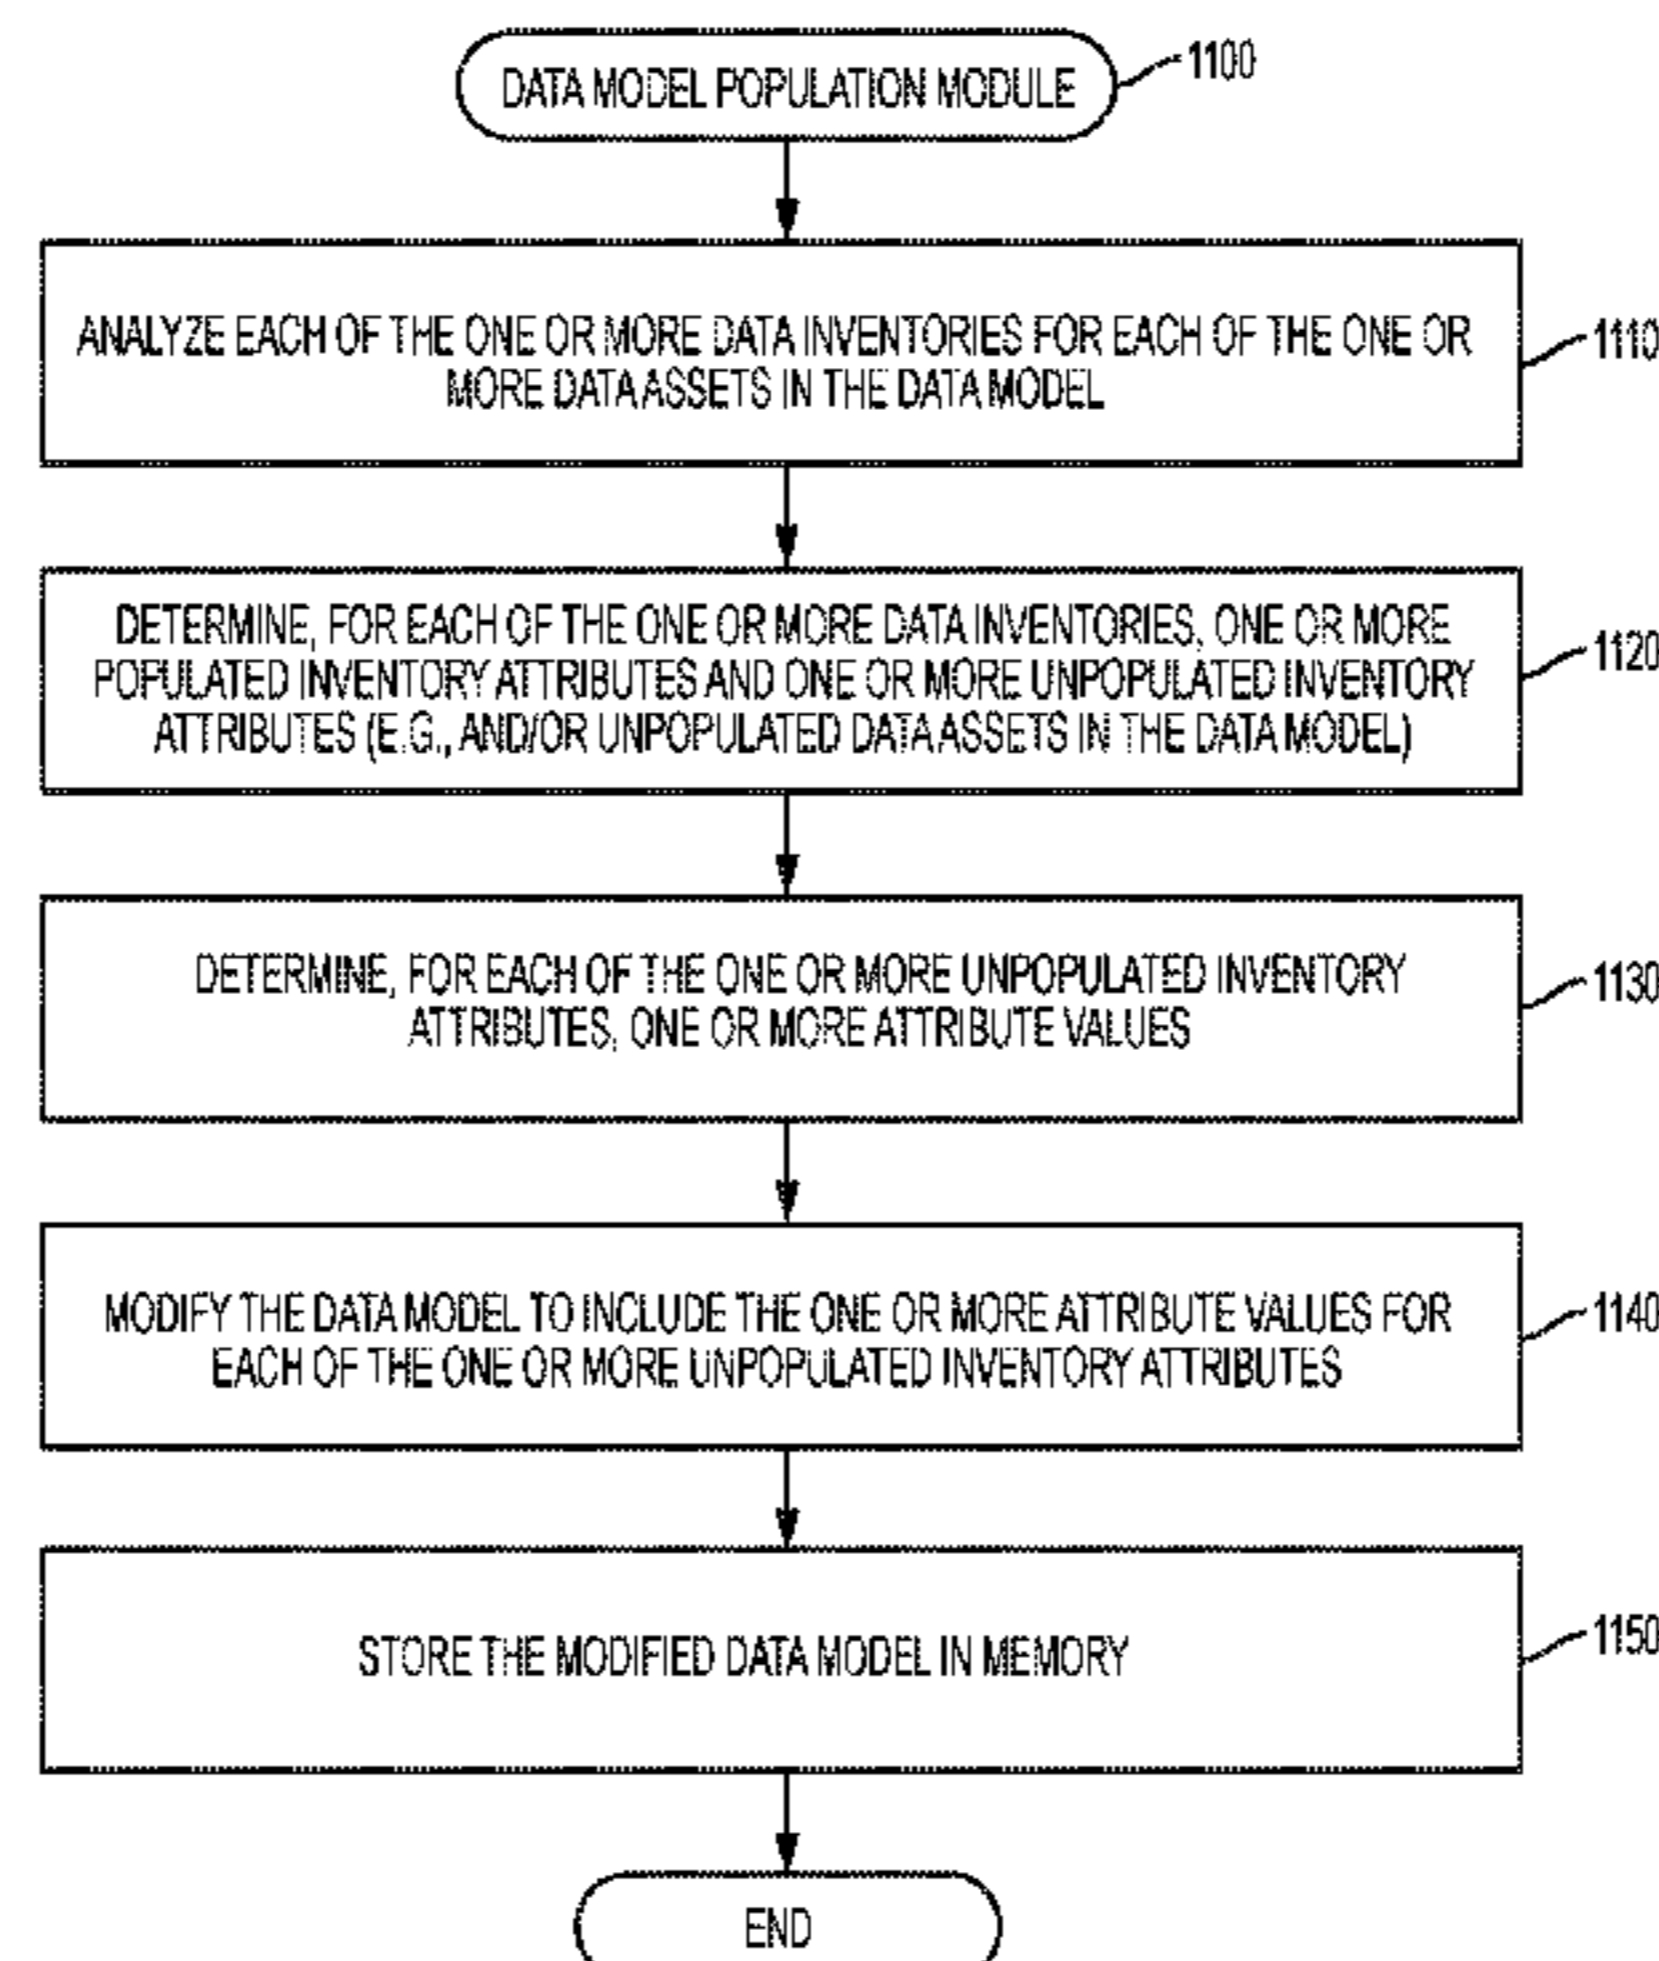 DATA MODEL POPULATION MODULE
1100
ANALYZE EACH OF THE ONE OR MORE DATA INVENTORIES FOR EACH OF THE ONE OR
MORE DATA ASSETS IN THE DATA MODEL
1110
DETERMINE, FOR EACH OF THE ONE OR MORE DATA INVENTORIES, ONE OR MORE
POPULATED INVENTORY ATTRIBUTES AND ONE OR MORE UNPOPULATED INVENTORY
ATTRIBUTES (E.G., AND/OR UNPOPULATED DATA ASSETS IN THE DATA MODEL)
1120
DETERMINE, FOR EACH OF THE ONE OR MORE UNPOPULATED INVENTORY
ATTRIBUTES, ONE OR MORE ATTRIBUTE VALUES
1130
MODIFY THE DATA MODEL TO INCLUDE THE ONE OR MORE ATTRIBUTE VALUES FOR
EACH OF THE ONE OR MORE UNPOPULATED INVENTORY ATTRIBUTES
1140
STORE THE MODIFIED DATA MODEL IN MEMORY
1150
END